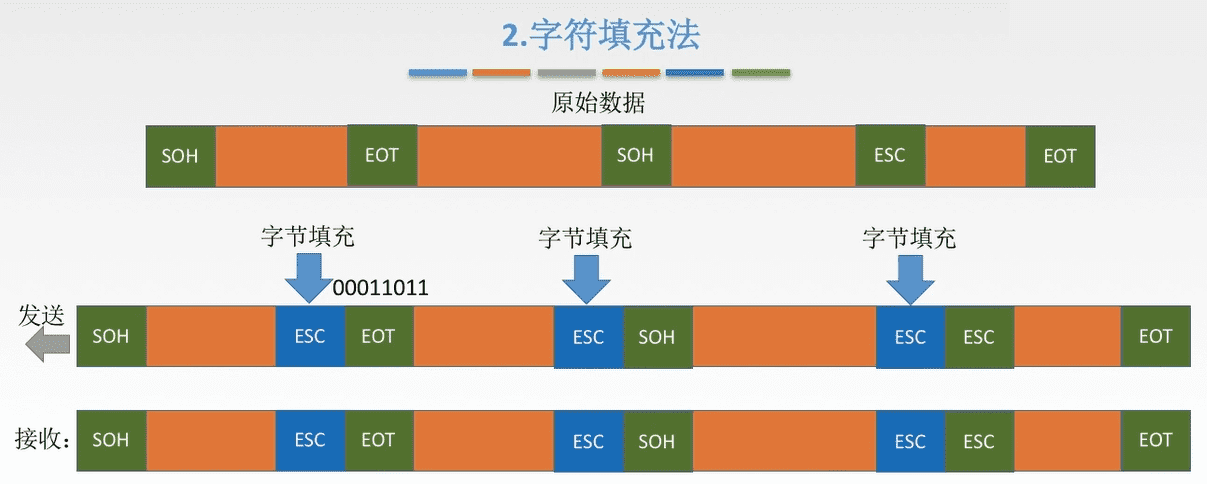 2.字符填充法
原始数据
SOH EOT SOH ESC EOT
字节填充 字节填充 字节填充
00011011
发送
SOH ESC EOT ESC SOH ESC ESC EOT
接收: SOH ESC EOT ESC SOH ESC ESC EOT